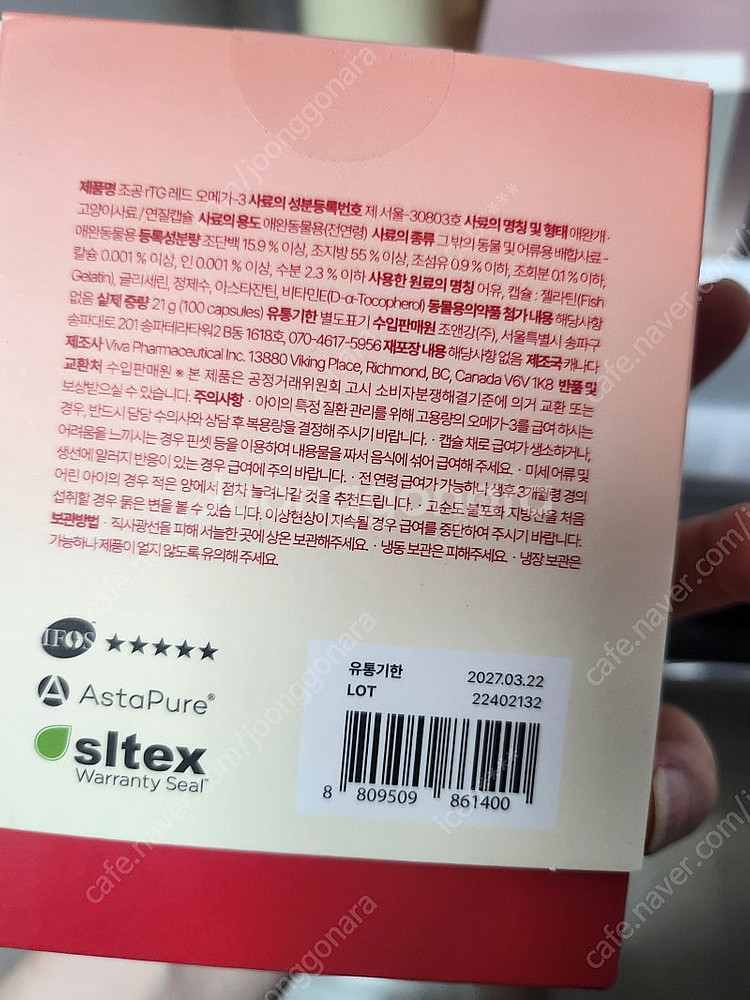 제품명 조공 rTG 레드 오메가-3 사료의 성분등록번호 제 서울-30803호 사료의 명칭 및 형태 애완개·
고양이사료/연질캡슐 사료의 용도 애완동물용(전연령) 사료의 종류 그 밖의 동물 및 어류용 배합사료-
애완동물용 등록성분량 조단백 15.9 % 이상, 조지방 55 % 이상, 조섬유 0.9 % 이하, 조회분 0.1 % 이하,
칼슘 0.001 % 이상, 인 0.001 % 이상, 수분 2.3 % 이하 사용한 원료의 명칭 어유, 캡슐 : 젤라틴(Fish
Gelatin), 글리세린, 정제수, 아스타잔틴, 비타민E(D-α-Tocopherol) 동물용의약품 첨가 내용 해당사항
없음 실제 중량 21 g (100 capsules) 유통기한 별도표기 수입판매원 조앤강(주), 서울특별시 송파구
송파대로 201 송파테라타워2 B동 1618호, 070-4617-5956 재포장 내용 해당사항 없음 제조국 캐나다
제조사 Viva Pharmaceutical Inc. 13880 Viking Place, Richmond, BC, Canada V6V 1K8 반품 및
교환처 수입판매원 ※ 본 제품은 공정거래위원회 고시 소비자분쟁해결기준에 의거 교환 또는
보상받으실 수 있습니다. 주의사항 · 아이의 특정 질환 관리를 위해 고용량의 오메가-3를 급여 하시는
경우, 반드시 담당 수의사와 상담 후 복용량을 결정해 주시기 바랍니다. · 캡슐 채로 급여가 생소하거나,
어려움을 느끼시는 경우 핀셋 등을 이용하여 내용물을 짜서 음식에 섞어 급여해 주세요. · 미세 어류 및
생선에 알러지 반응이 있는 경우 급여에 주의 바랍니다. · 전 연령 급여가 가능하나 생후 3개월령 경의
어린 아이의 경우 적은 양에서 점차 늘려나갈 것을 추천드립니다. · 고순도 불포화 지방산을 처음
섭취할 경우 묽은 변을 볼 수 있습니다. 이상현상이 지속될 경우 급여를 중단하여 주시기 바랍니다.
보관방법 · 직사광선을 피해 서늘한 곳에 상온 보관해주세요. · 냉동 보관은 피해주세요. · 냉장 보관은
가능하나 제품이 얼지 않도록 유의해 주세요.
IFOS ★★★★★
AstaPure®
sltex
Warranty Seal™
유통기한 2027.03.22
LOT 22402132
8 809509 861400
cafe.naver.com/joonggonara